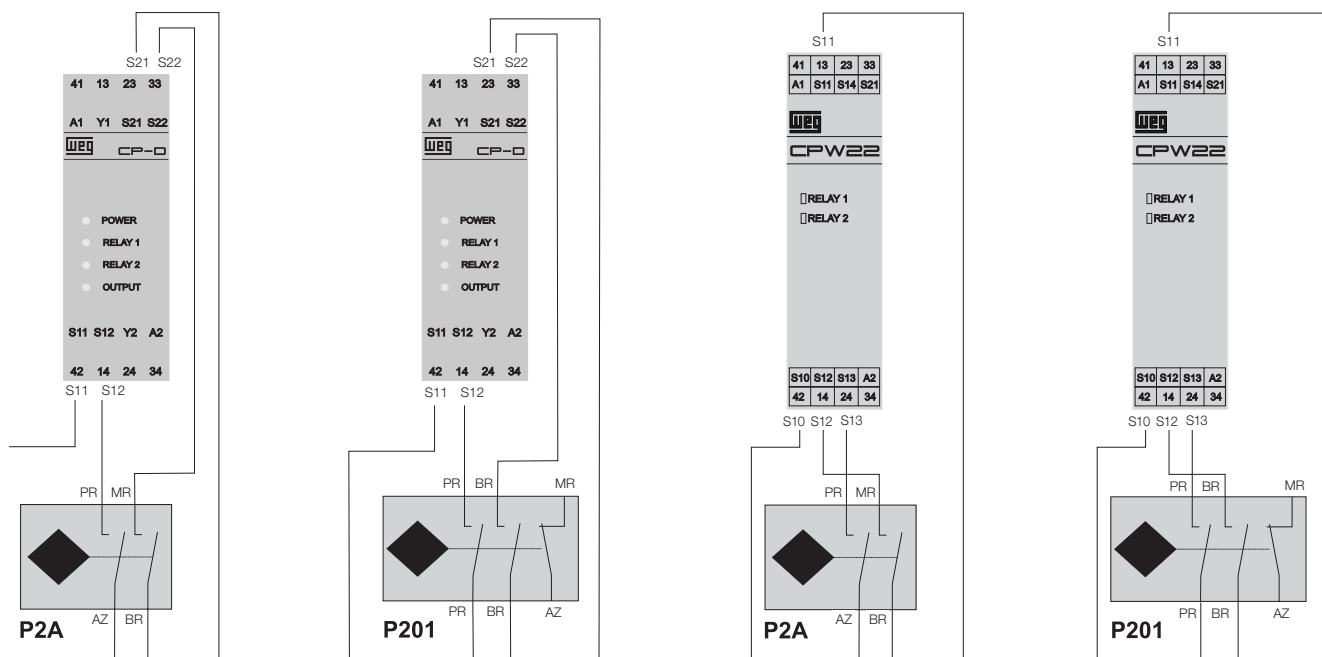 S21 S22
41 13 23 33
A1 Y1 S21 S22
weg CP-D
POWER
RELAY 1
RELAY 2
OUTPUT
S11 S12 Y2 A2
42 14 24 34
S11 S12
PR MR
AZ BR
P2A
S21 S22
41 13 23 33
A1 Y1 S21 S22
weg CP-D
POWER
RELAY 1
RELAY 2
OUTPUT
S11 S12 Y2 A2
42 14 24 34
S11 S12
PR BR MR
PR BR AZ
P201
S11
41 13 23 33
A1 S11 S14 S21
weg
CPW22
RELAY 1
RELAY 2
S10 S12 S13 A2
42 14 24 34
S10 S12 S13
PR MR
AZ BR
P2A
S11
41 13 23 33
A1 S11 S14 S21
weg
CPW22
RELAY 1
RELAY 2
S10 S12 S13 A2
42 14 24 34
S10 S12 S13
PR BR MR
PR BR AZ
P201